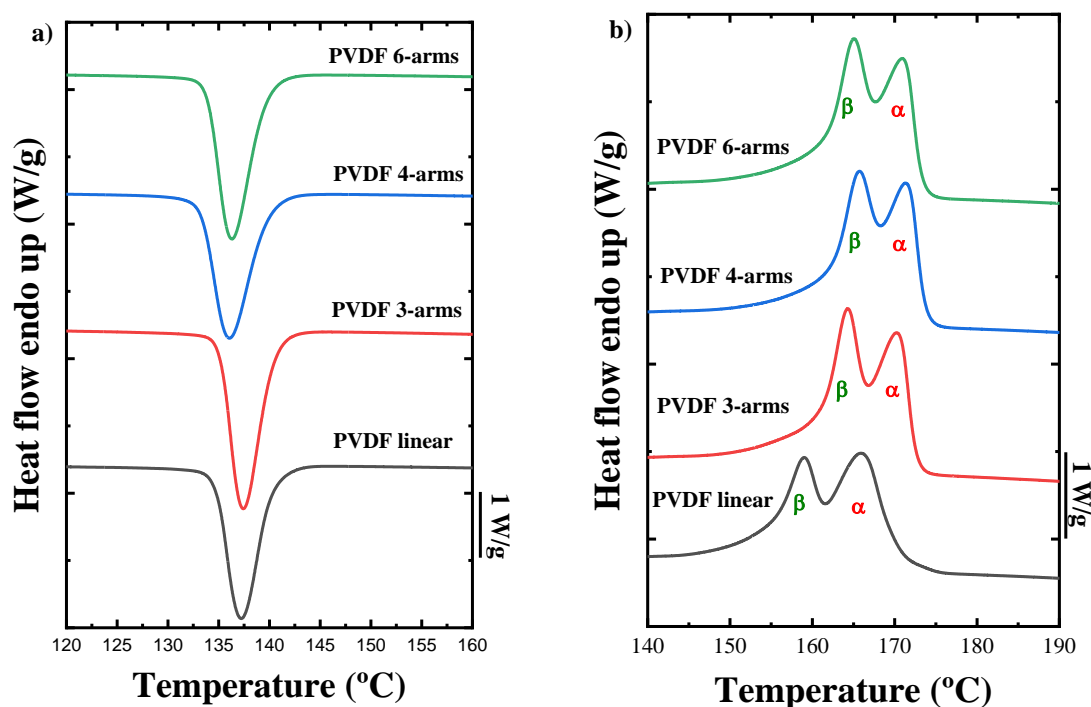 a)
PVDF 6-arms
PVDF 4-arms
PVDF 3-arms
PVDF linear
Heat flow endo up (W/g)
1 W/g
120 125 130 135 140 145 150 155 160
Temperature (ºC)
b)
β α
PVDF 6-arms
β α
PVDF 4-arms
β α
PVDF 3-arms
PVDF linear
β α
Heat flow endo up (W/g)
1 W/g
140 150 160 170 180 190
Temperature (ºC)